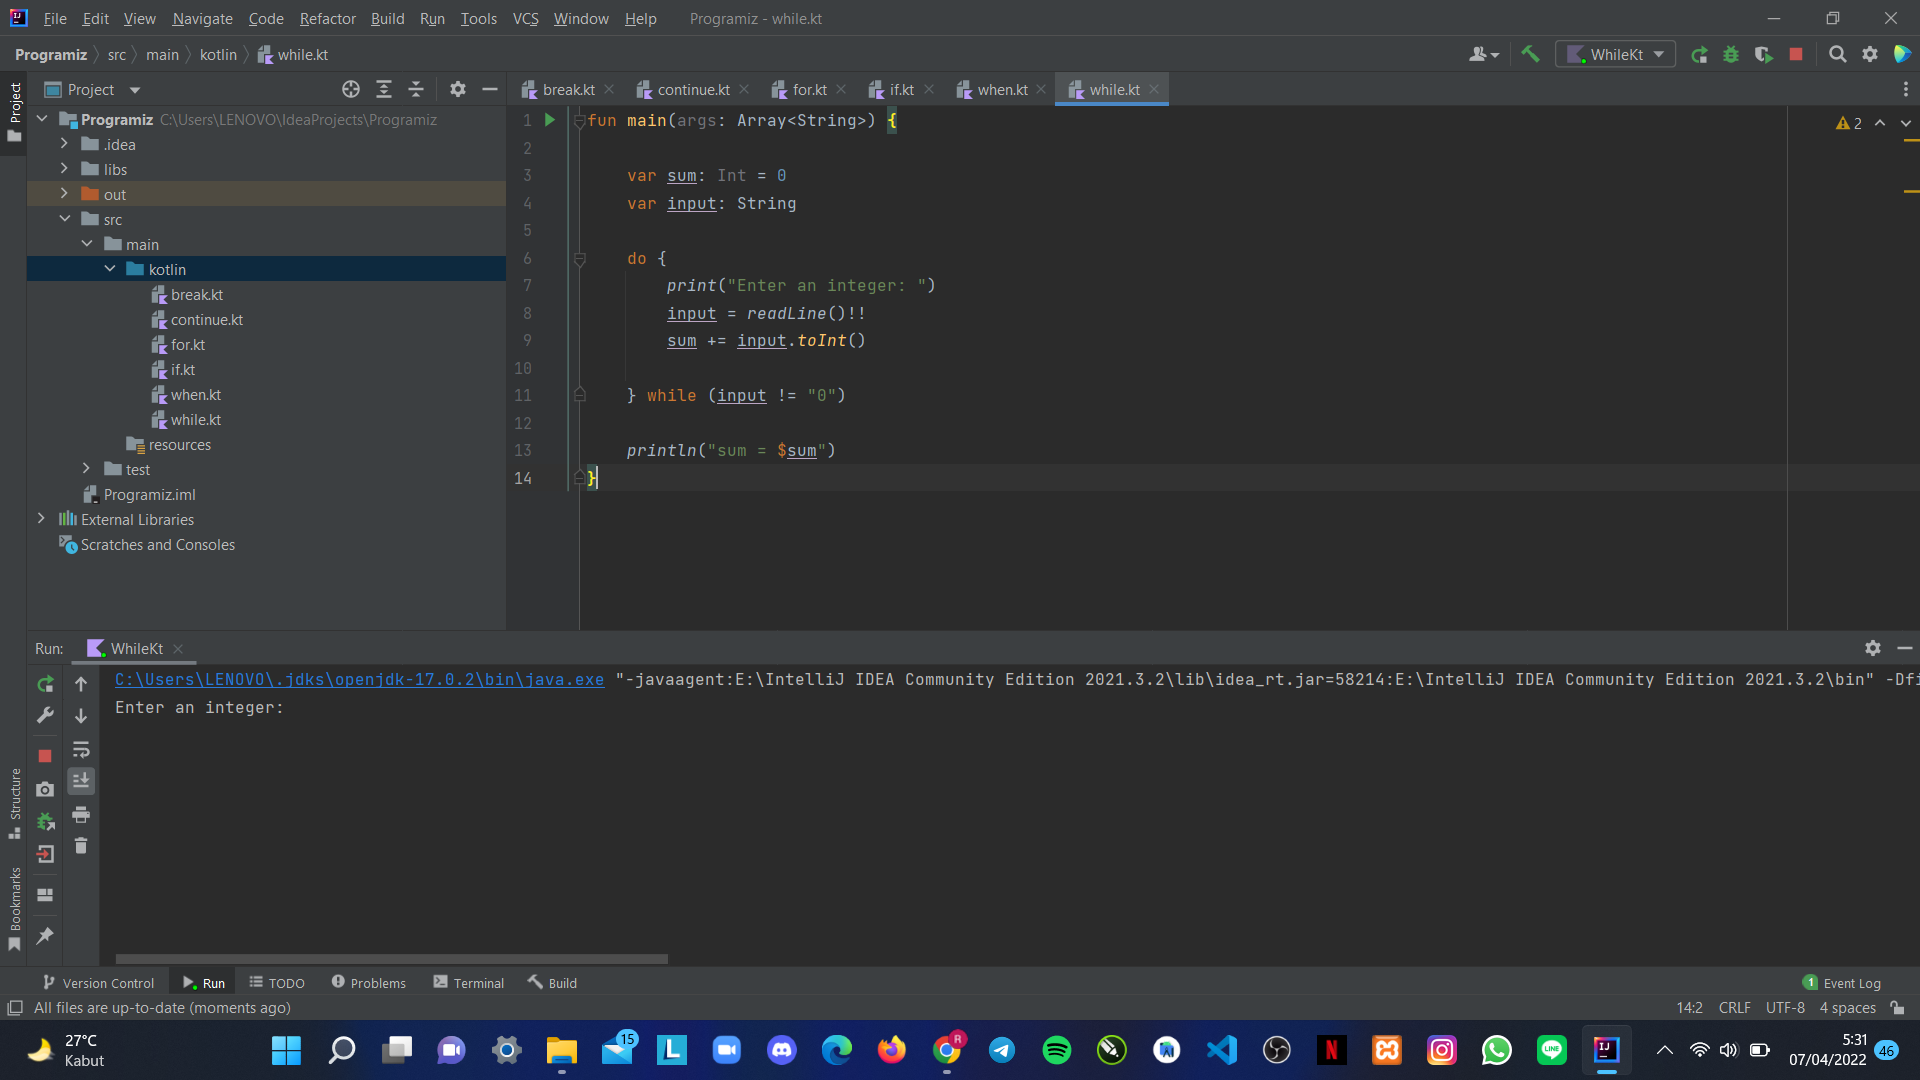 File Edit View Navigate Code Refactor Build Run Tools VCS Window Help Programiz - while.kt
Programiz src main kotlin while.kt
WhileKt
Project
break.kt continue.kt for.kt if.kt when.kt while.kt
Project
Programiz C:\Users\LENOVO\IdeaProjects\Programiz
.idea
libs
out
src
main
kotlin
break.kt
continue.kt
for.kt
if.kt
when.kt
while.kt
resources
test
Programiz.iml
External Libraries
Scratches and Consoles
1 fun main(args: Array<String>) {
2
3 var sum: Int = 0
4 var input: String
5
6 do {
7 print("Enter an integer: ")
8 input = readLine()!!
9 sum += input.toInt()
10
11 } while (input != "0")
12
13 println("sum = $sum")
14 }
2
Run: WhileKt
C:\Users\LENOVO\.jdks\openjdk-17.0.2\bin\java.exe "-javaagent:E:\IntelliJ IDEA Community Edition 2021.3.2\lib\idea_rt.jar=58214:E:\IntelliJ IDEA Community Edition 2021.3.2\bin" -Dfi
Enter an integer:
Structure
Bookmarks
Version Control Run TODO Problems Terminal Build 1 Event Log
All files are up-to-date (moments ago) 14:2 CRLF UTF-8 4 spaces
27°C
Kabut
15
L
R
N
IJ
5:31
07/04/2022
46